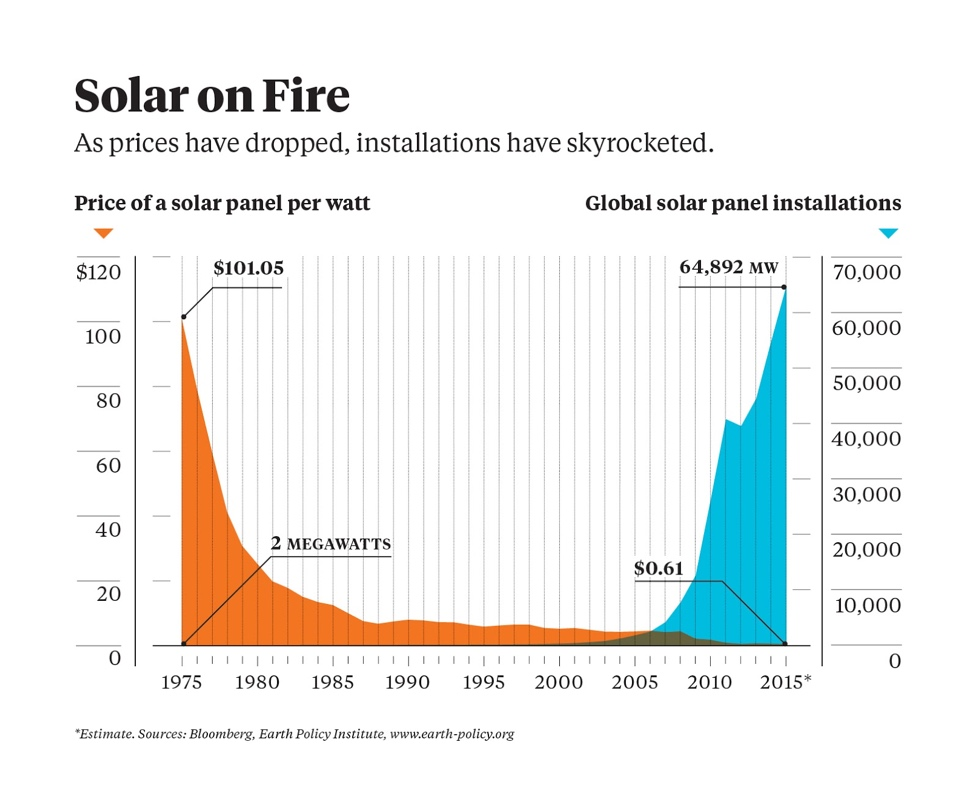 Solar on Fire
As prices have dropped, installations have skyrocketed.
Price of a solar panel per watt
Global solar panel installations
$101.05
64,892 MW
$120
100
80
60
40
20
0
70,000
60,000
50,000
40,000
30,000
20,000
10,000
0
2 MEGAWATTS
$0.61
1975 1980 1985 1990 1995 2000 2005 2010 2015*
*Estimate. Sources: Bloomberg, Earth Policy Institute, www.earth-policy.org